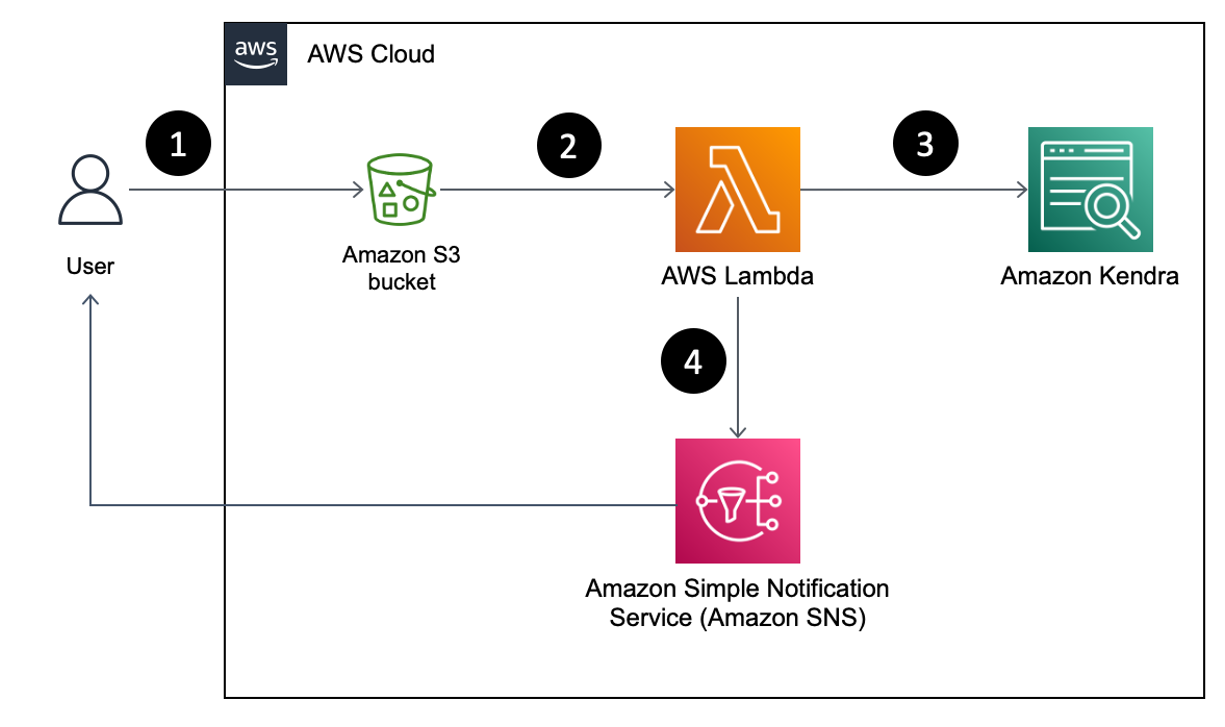 aws
AWS Cloud
1
2
3
User
Amazon S3
bucket
AWS Lambda
Amazon Kendra
4
Amazon Simple Notification
Service (Amazon SNS)